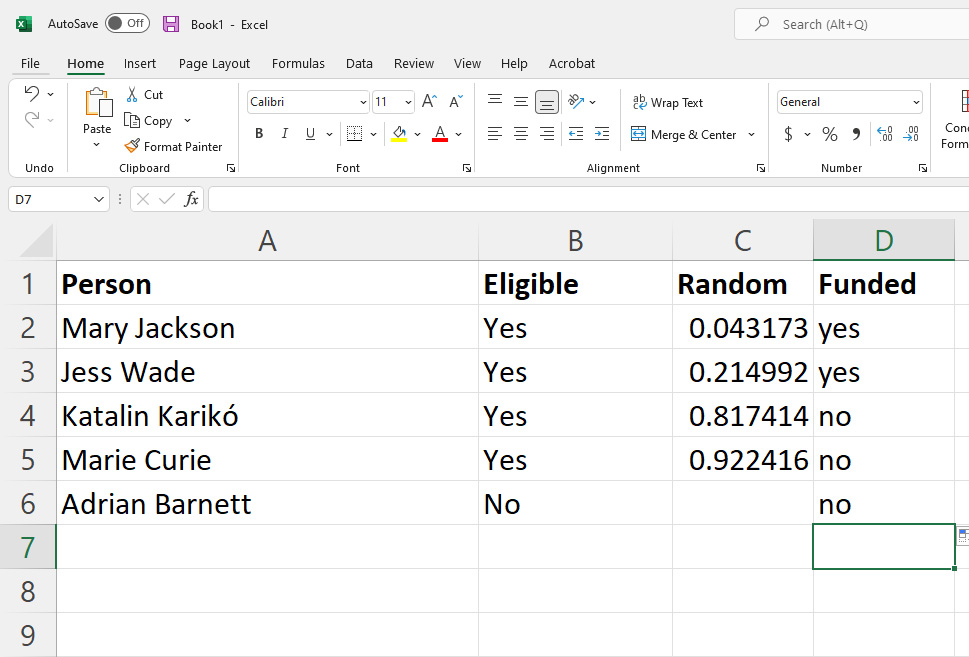 AutoSave Off Book1 - Excel Search (Alt+Q)
File Home Insert Page Layout Formulas Data Review View Help Acrobat
Cut
Calibri 11 Wrap Text General
Paste Copy
B I U A Merge & Center $ % Cond
Format Painter Form
Undo Clipboard Font Alignment Number
D7 fx
A B C D
1 Person Eligible Random Funded
2 Mary Jackson Yes 0.043173 yes
3 Jess Wade Yes 0.214992 yes
4 Katalin Karikó Yes 0.817414 no
5 Marie Curie Yes 0.922416 no
6 Adrian Barnett No no
7
8
9